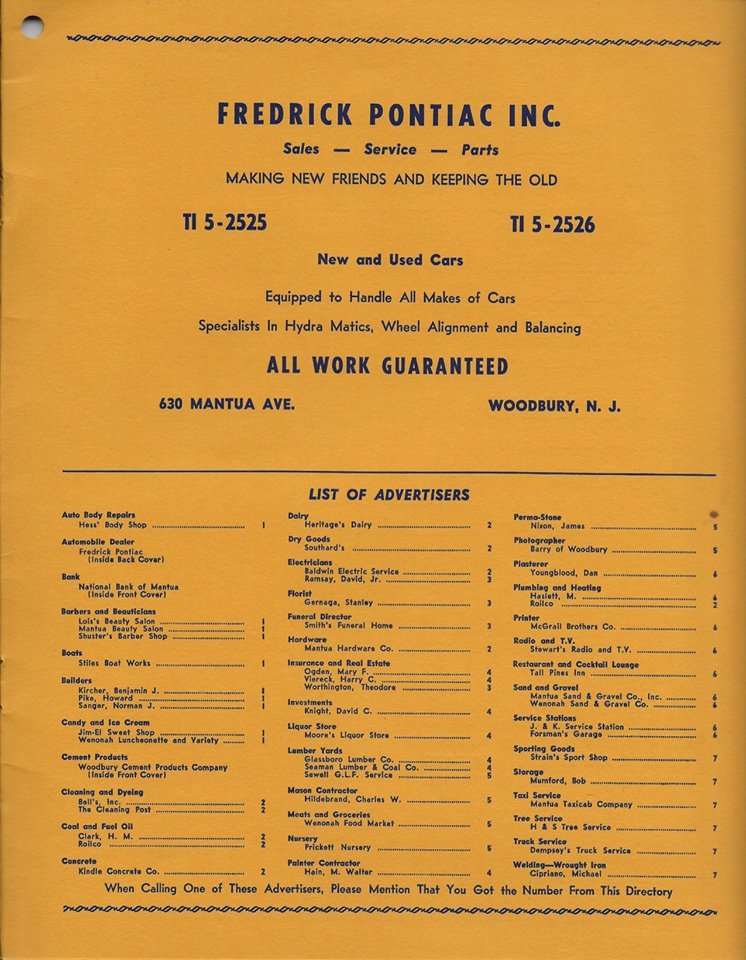 FREDRICK PONTIAC INC.
Sales — Service — Parts
MAKING NEW FRIENDS AND KEEPING THE OLD
TI 5-2525 TI 5-2526
New and Used Cars
Equipped to Handle All Makes of Cars
Specialists In Hydra Matics, Wheel Alignment and Balancing
ALL WORK GUARANTEED
630 MANTUA AVE. WOODBURY, N. J.
LIST OF ADVERTISERS
Auto Body Repairs
Hess' Body Shop 1
Automobile Dealer
Fredrick Pontiac
(Inside Back Cover)
Bank
National Bank of Mantua
(Inside Front Cover)
Barbers and Beauticians
Lois's Beauty Salon 1
Mantua Beauty Salon 1
Shuster's Barber Shop 1
Boats
Stiles Boat Works 1
Builders
Kircher, Benjamin J. 1
Pike, Howard 1
Sanger, Norman J. 1
Candy and Ice Cream
Jim-El Sweet Shop 1
Wenonah Luncheonette and Variety 1
Cement Products
Woodbury Cement Products Company
(Inside Front Cover)
Cleaning and Dyeing
Bell's, Inc. 2
The Cleaning Post 2
Coal and Fuel Oil
Clark, H. M. 2
Roilco 2
Concrete
Kindle Concrete Co. 2
Dairy
Heritage's Dairy 2
Dry Goods
Southard's 2
Electricians
Baldwin Electric Service 2
Ramsay, David, Jr. 3
Florist
Gernaga, Stanley 3
Funeral Director
Smith's Funeral Home 3
Hardware
Mantua Hardware Co. 2
Insurance and Real Estate
Ogden, Mary F. 4
Viereck, Harry C. 4
Worthington, Theodore 3
Investments
Knight, David C. 4
Liquor Store
Moore's Liquor Store 4
Lumber Yards
Glassboro Lumber Co. 4
Seaman Lumber & Coal Co. 4
Sewell G.L.F. Service 5
Mason Contractor
Hildebrand, Charles W. 5
Meats and Groceries
Wenonah Food Market 5
Nursery
Prickett Nursery 5
Painter Contractor
Hain, M. Walter 4
Perma-Stone
Nixon, James 5
Photographer
Barry of Woodbury 5
Plasterer
Youngblood, Dan 6
Plumbing and Heating
Haslett, M. 6
Roilco 2
Printer
McGrail Brothers Co. 6
Radio and T.V.
Stewart's Radio and T.V. 6
Restaurant and Cocktail Lounge
Tall Pines Inn 6
Sand and Gravel
Mantua Sand & Gravel Co., Inc. 6
Wenonah Sand & Gravel Co. 6
Service Stations
J. & K. Service Station 6
Forsman's Garage 6
Sporting Goods
Strain's Sport Shop 7
Storage
Mumford, Bob 7
Taxi Service
Mantua Taxicab Company 7
Tree Service
H & S Tree Service 7
Truck Service
Dempsey's Truck Service 7
Welding—Wrought Iron
Cipriano, Michael 7
When Calling One of These Advertisers, Please Mention That You Got the Number From This Directory